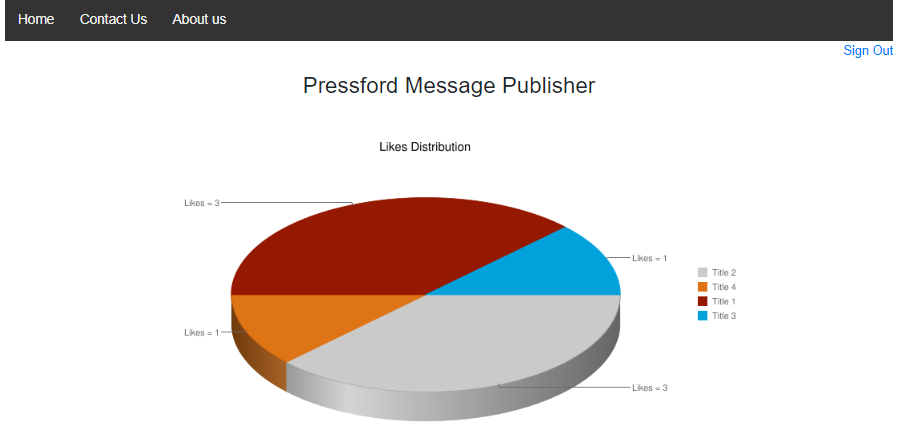 Home Contact Us About us
Sign Out
Pressford Message Publisher
Likes Distribution
Likes = 3
Likes = 1
Title 2
Title 4
Title 1
Title 3
Likes = 1
Likes = 3